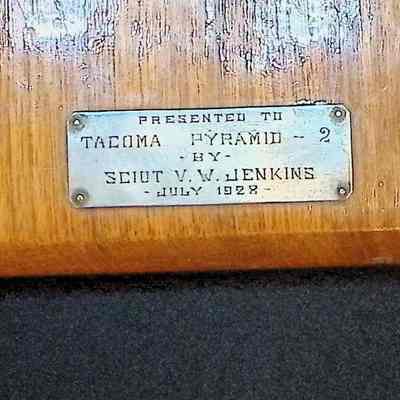 PRESENTED TO
TACOMA PYRAMID - 2
- BY -
SCIOT V. W. JENKINS
- JULY 1928 -